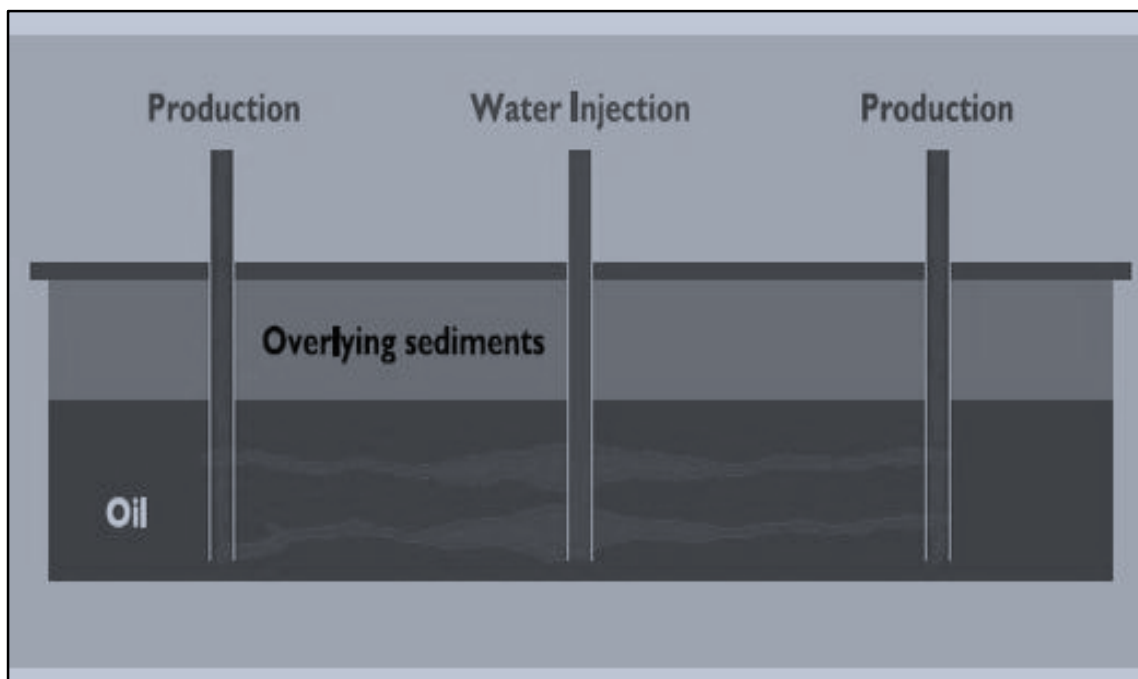 Production
Water Injection
Production
Overlying sediments
Oil